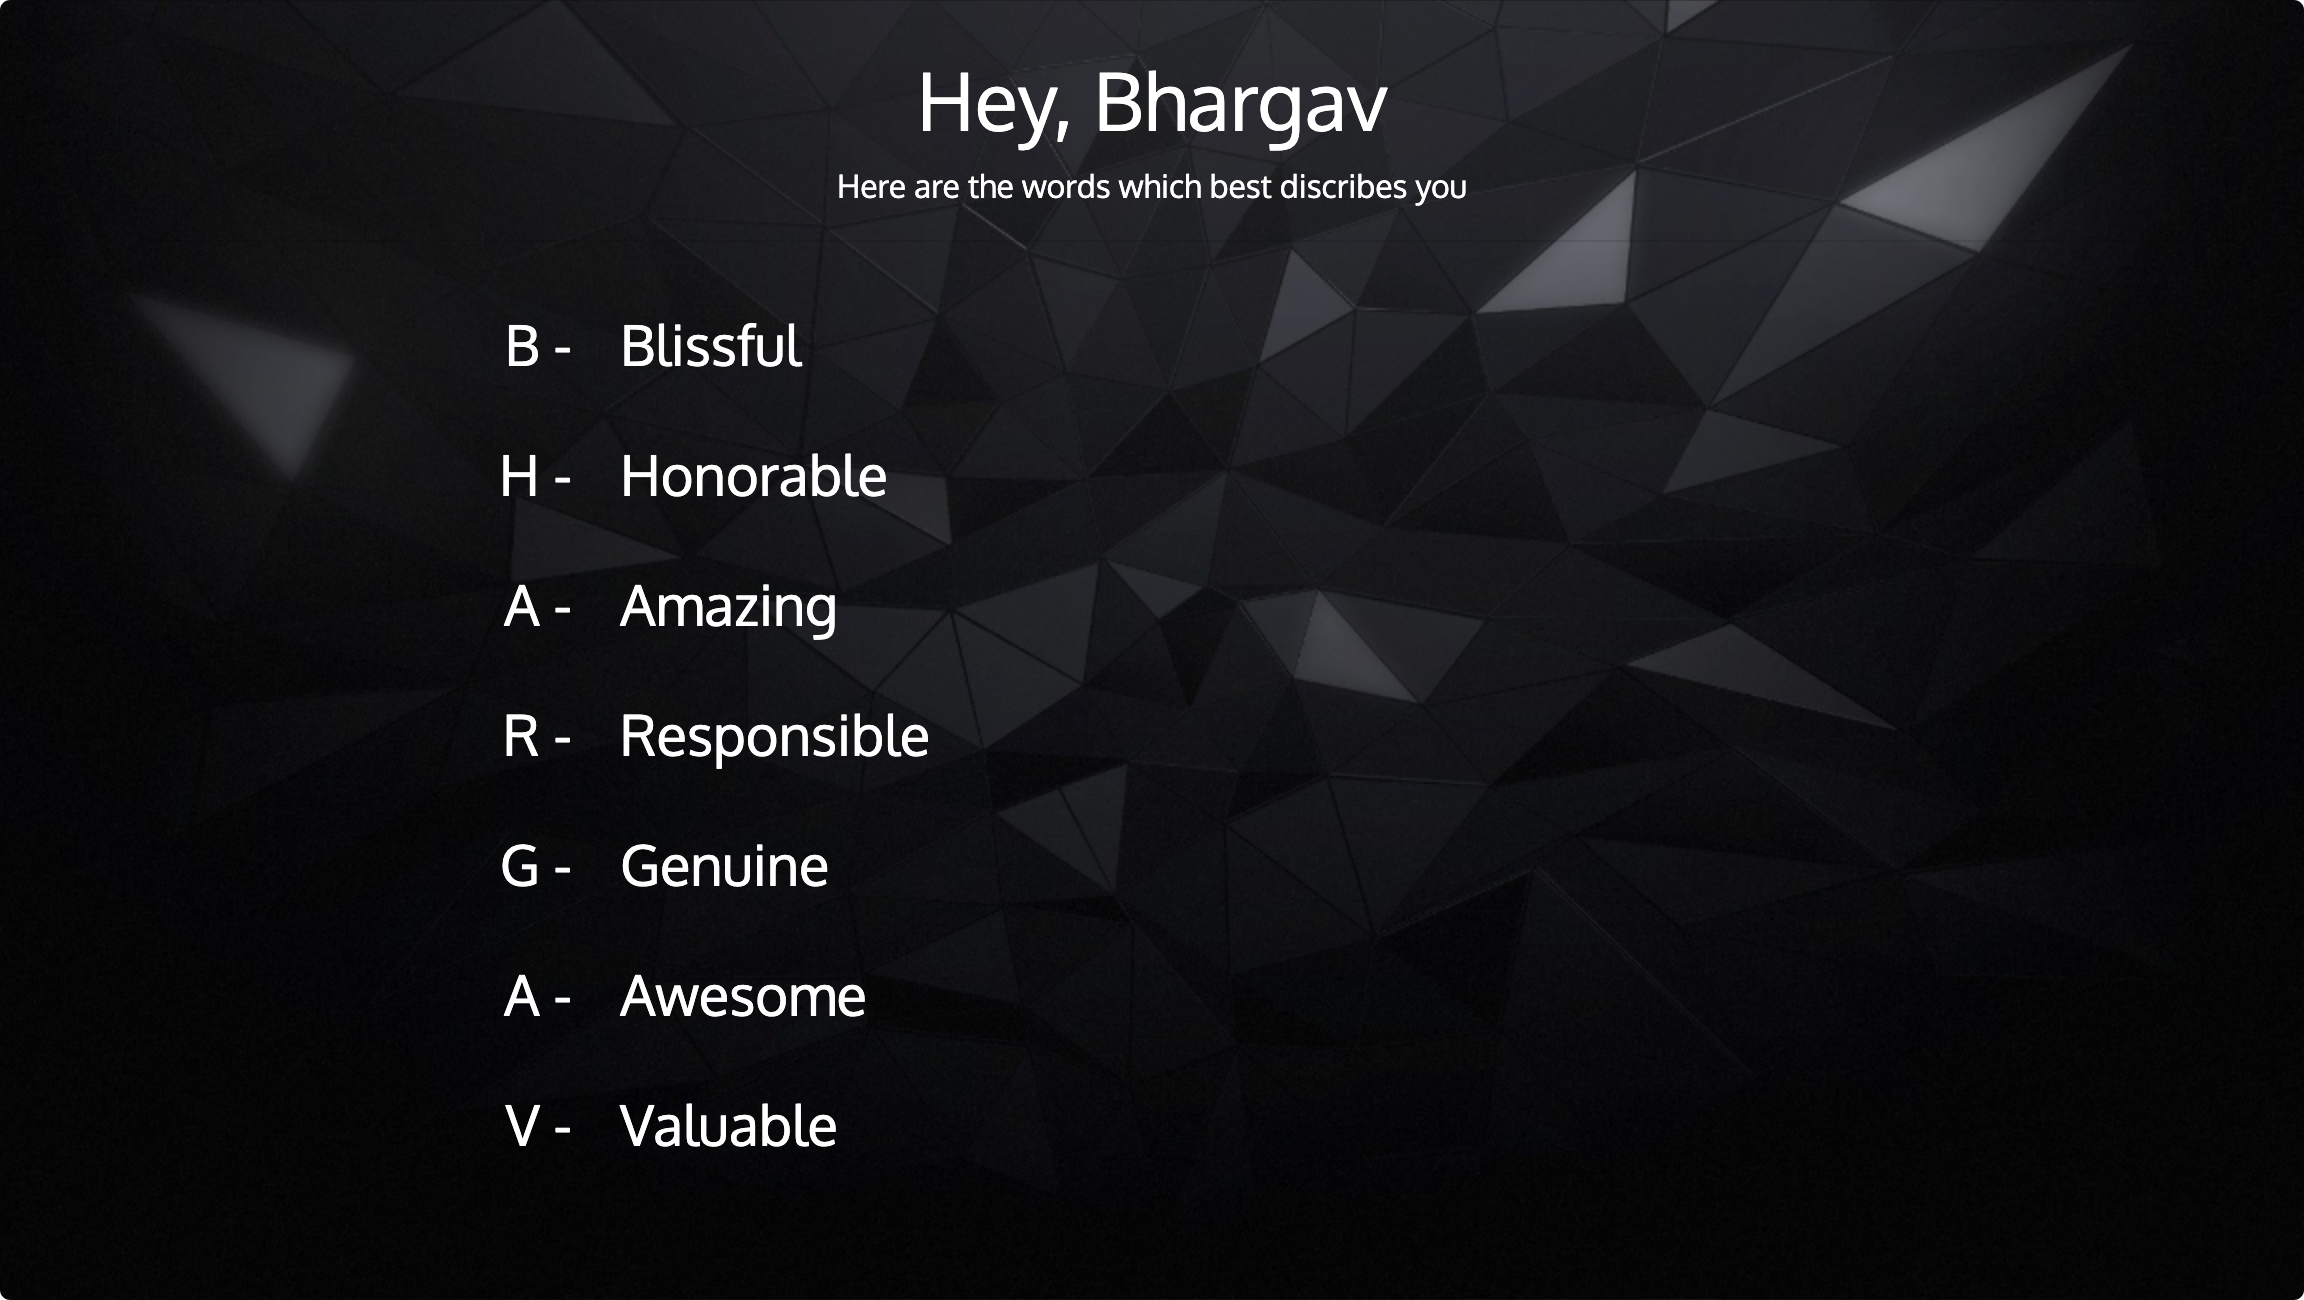 Hey, Bhargav
Here are the words which best discribes you
B - Blissful
H - Honorable
A - Amazing
R - Responsible
G - Genuine
A - Awesome
V - Valuable